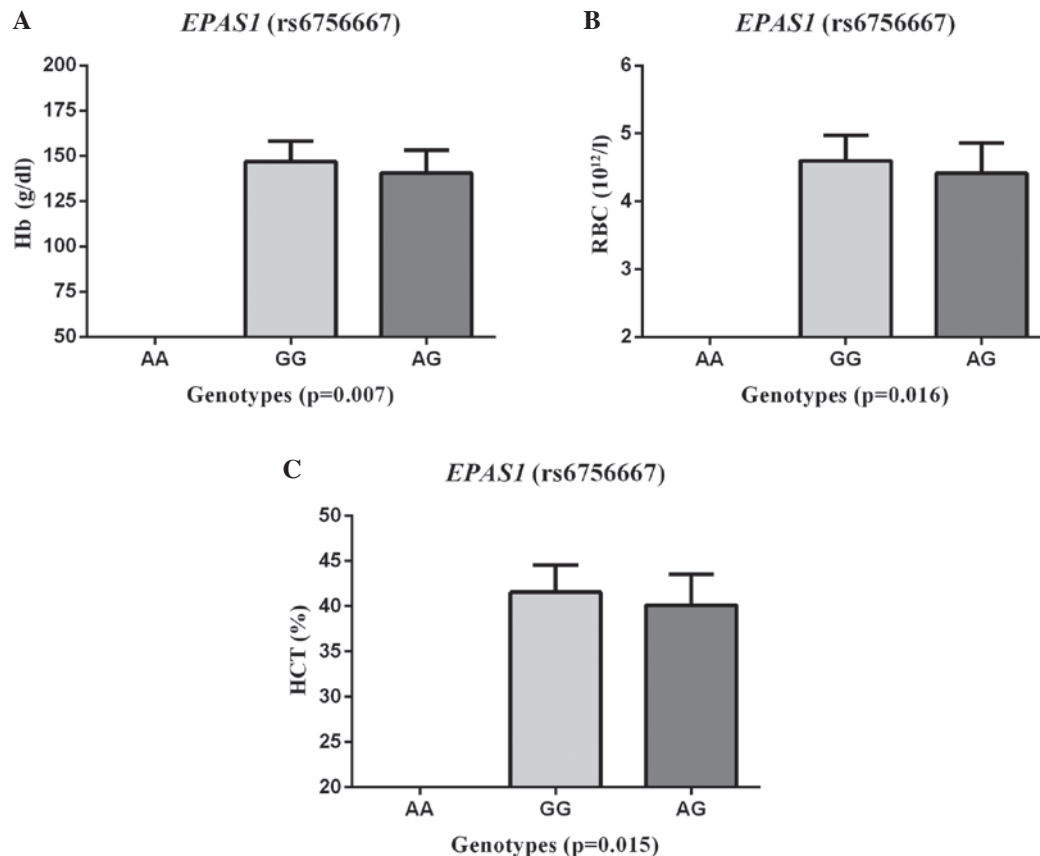 A
EPAS1 (rs6756667)
Hb (g/dl)
200
175
150
125
100
75
50
AA GG AG
Genotypes (p=0.007)
B
EPAS1 (rs6756667)
RBC (10¹²/l)
6
5
4
3
2
AA GG AG
Genotypes (p=0.016)
C
EPAS1 (rs6756667)
HCT (%)
50
45
40
35
30
25
20
AA GG AG
Genotypes (p=0.015)